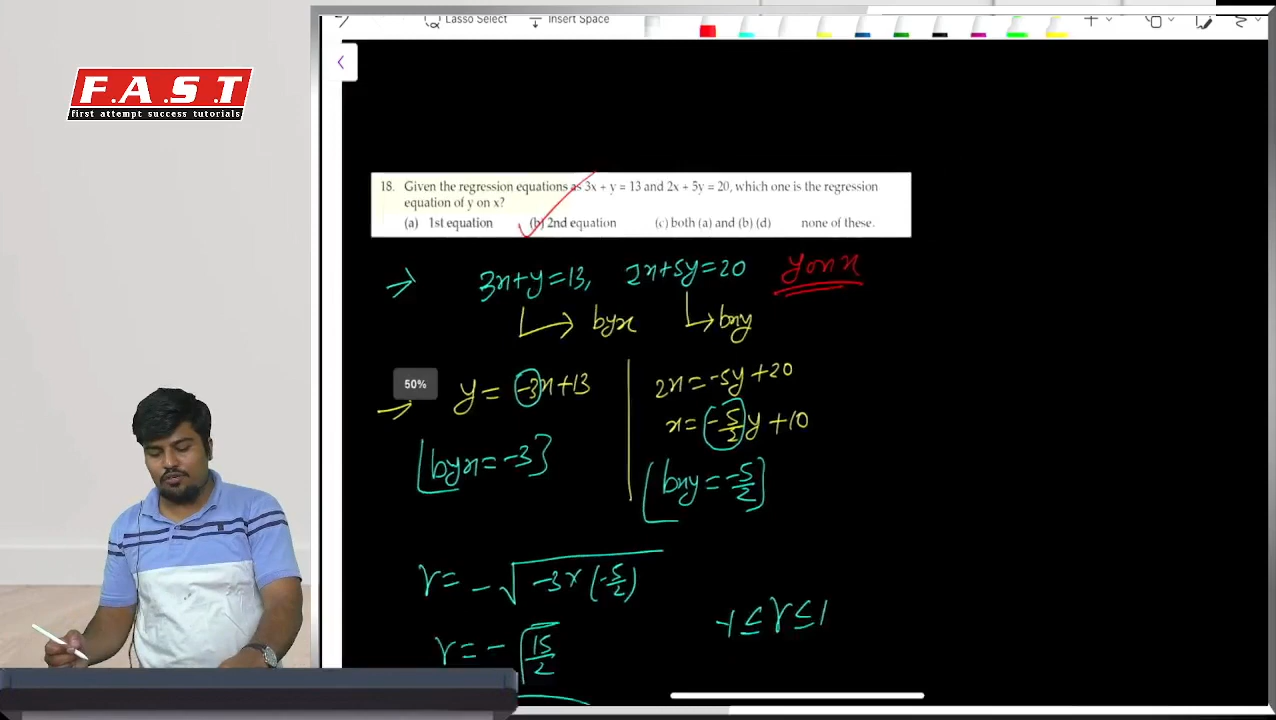 Lasso Select
Insert Space
F.A.S.T
first attempt success tutorials
18. Given the regression equations as 3x + y = 13 and 2x + 5y = 20, which one is the regression
equation of y on x?
(a) 1st equation (b) 2nd equation (c) both (a) and (b) (d) none of these.
3x+y=13, 2x+5y=20 y on x
byx bxy
50%
y = -3x+13
2x = -5y+20
x = -5/2 y +10
byx = -3
bxy = -5/2
r = -√-3x(-5/2)
-1 ≤ r ≤ 1
r = -√15/2